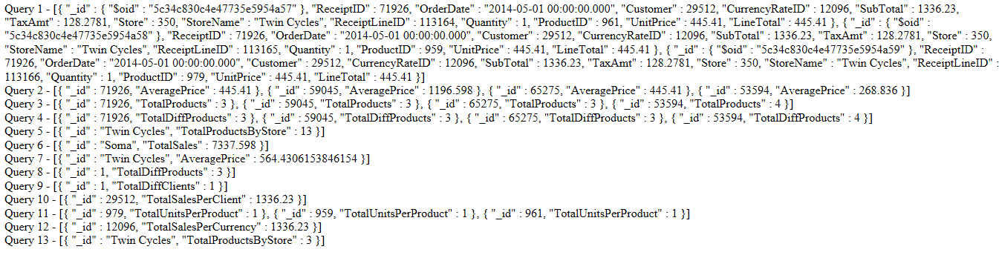 Query 1 - [{ "_id" : { "$oid" : "5c34c830c4e47735e5954a57" }, "ReceiptID" : 71926, "OrderDate" : "2014-05-01 00:00:00.000", "Customer" : 29512, "CurrencyRateID" : 12096, "SubTotal" : 1336.23,
"TaxAmt" : 128.2781, "Store" : 350, "StoreName" : "Twin Cycles", "ReceiptLineID" : 113164, "Quantity" : 1, "ProductID" : 961, "UnitPrice" : 445.41, "LineTotal" : 445.41 }, { "_id" : { "$oid" :
"5c34c830c4e47735e5954a58" }, "ReceiptID" : 71926, "OrderDate" : "2014-05-01 00:00:00.000", "Customer" : 29512, "CurrencyRateID" : 12096, "SubTotal" : 1336.23, "TaxAmt" : 128.2781, "Store" : 350,
"StoreName" : "Twin Cycles", "ReceiptLineID" : 113165, "Quantity" : 1, "ProductID" : 959, "UnitPrice" : 445.41, "LineTotal" : 445.41 }, { "_id" : { "$oid" : "5c34c830c4e47735e5954a59" }, "ReceiptID" :
71926, "OrderDate" : "2014-05-01 00:00:00.000", "Customer" : 29512, "CurrencyRateID" : 12096, "SubTotal" : 1336.23, "TaxAmt" : 128.2781, "Store" : 350, "StoreName" : "Twin Cycles", "ReceiptLineID" :
113166, "Quantity" : 1, "ProductID" : 979, "UnitPrice" : 445.41, "LineTotal" : 445.41 }]
Query 2 - [{ "_id" : 71926, "AveragePrice" : 445.41 }, { "_id" : 59045, "AveragePrice" : 1196.598 }, { "_id" : 65275, "AveragePrice" : 445.41 }, { "_id" : 53594, "AveragePrice" : 268.836 }]
Query 3 - [{ "_id" : 71926, "TotalProducts" : 3 }, { "_id" : 59045, "TotalProducts" : 3 }, { "_id" : 65275, "TotalProducts" : 3 }, { "_id" : 53594, "TotalProducts" : 4 }]
Query 4 - [{ "_id" : 71926, "TotalDiffProducts" : 3 }, { "_id" : 59045, "TotalDiffProducts" : 3 }, { "_id" : 65275, "TotalDiffProducts" : 3 }, { "_id" : 53594, "TotalDiffProducts" : 4 }]
Query 5 - [{ "_id" : "Twin Cycles", "TotalProductsByStore" : 13 }]
Query 6 - [{ "_id" : "Soma", "TotalSales" : 7337.598 }]
Query 7 - [{ "_id" : "Twin Cycles", "AveragePrice" : 564.4306153846154 }]
Query 8 - [{ "_id" : 1, "TotalDiffProducts" : 3 }]
Query 9 - [{ "_id" : 1, "TotalDiffClients" : 1 }]
Query 10 - [{ "_id" : 29512, "TotalSalesPerClient" : 1336.23 }]
Query 11 - [{ "_id" : 979, "TotalUnitsPerProduct" : 1 }, { "_id" : 959, "TotalUnitsPerProduct" : 1 }, { "_id" : 961, "TotalUnitsPerProduct" : 1 }]
Query 12 - [{ "_id" : 12096, "TotalSalesPerCurrency" : 1336.23 }]
Query 13 - [{ "_id" : "Twin Cycles", "TotalProductsByStore" : 3 }]